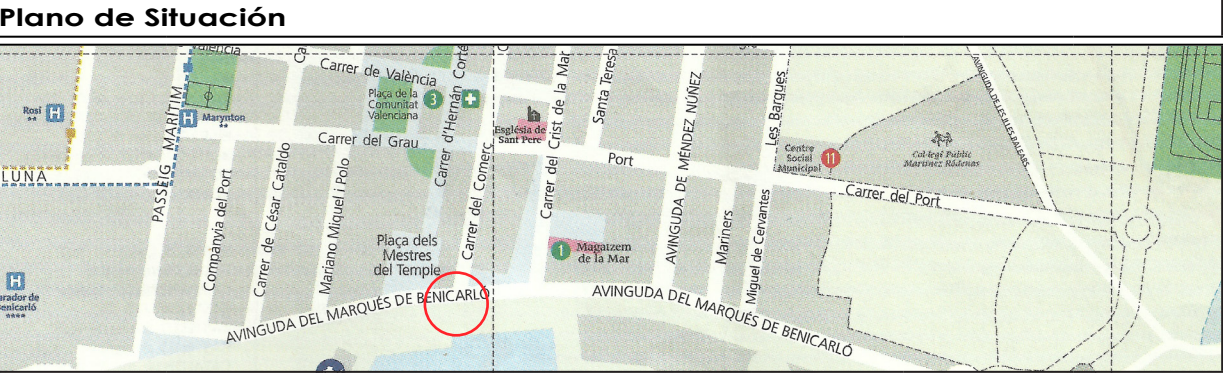 Plano de Situación
València
Ca
Carrer de València
Carrer d'Hernán Corté
C
Carrer del Crist de la Mar
Santa Teresa
AVINGUDA DE MÉNDEZ NÚÑEZ
Les Barques
AVINGUDA DE LES ILLES BALEARS
Rosi H
**
PASSEIG MARÍTIM
H Marynton
**
Plaça de la
Comunitat
Valenciana
3
Església de
Sant Pere
Carrer del Grau
Port
Centre
Social
Municipal
11
Col·legi Públic
Martínez Ródenas
Carrer del Port
LUNA
Companyia del Port
Carrer de César Cataldo
Mariano Miquel i Polo
Carrer del Comerç
Mariners
Miguel de Cervantes
Plaça dels
Mestres
del Temple
1
Magatzem
de la Mar
H
arador de
enicarló
****
AVINGUDA DEL MARQUÉS DE BENICARLÓ
AVINGUDA DEL MARQUÉS DE BENICARLÓ